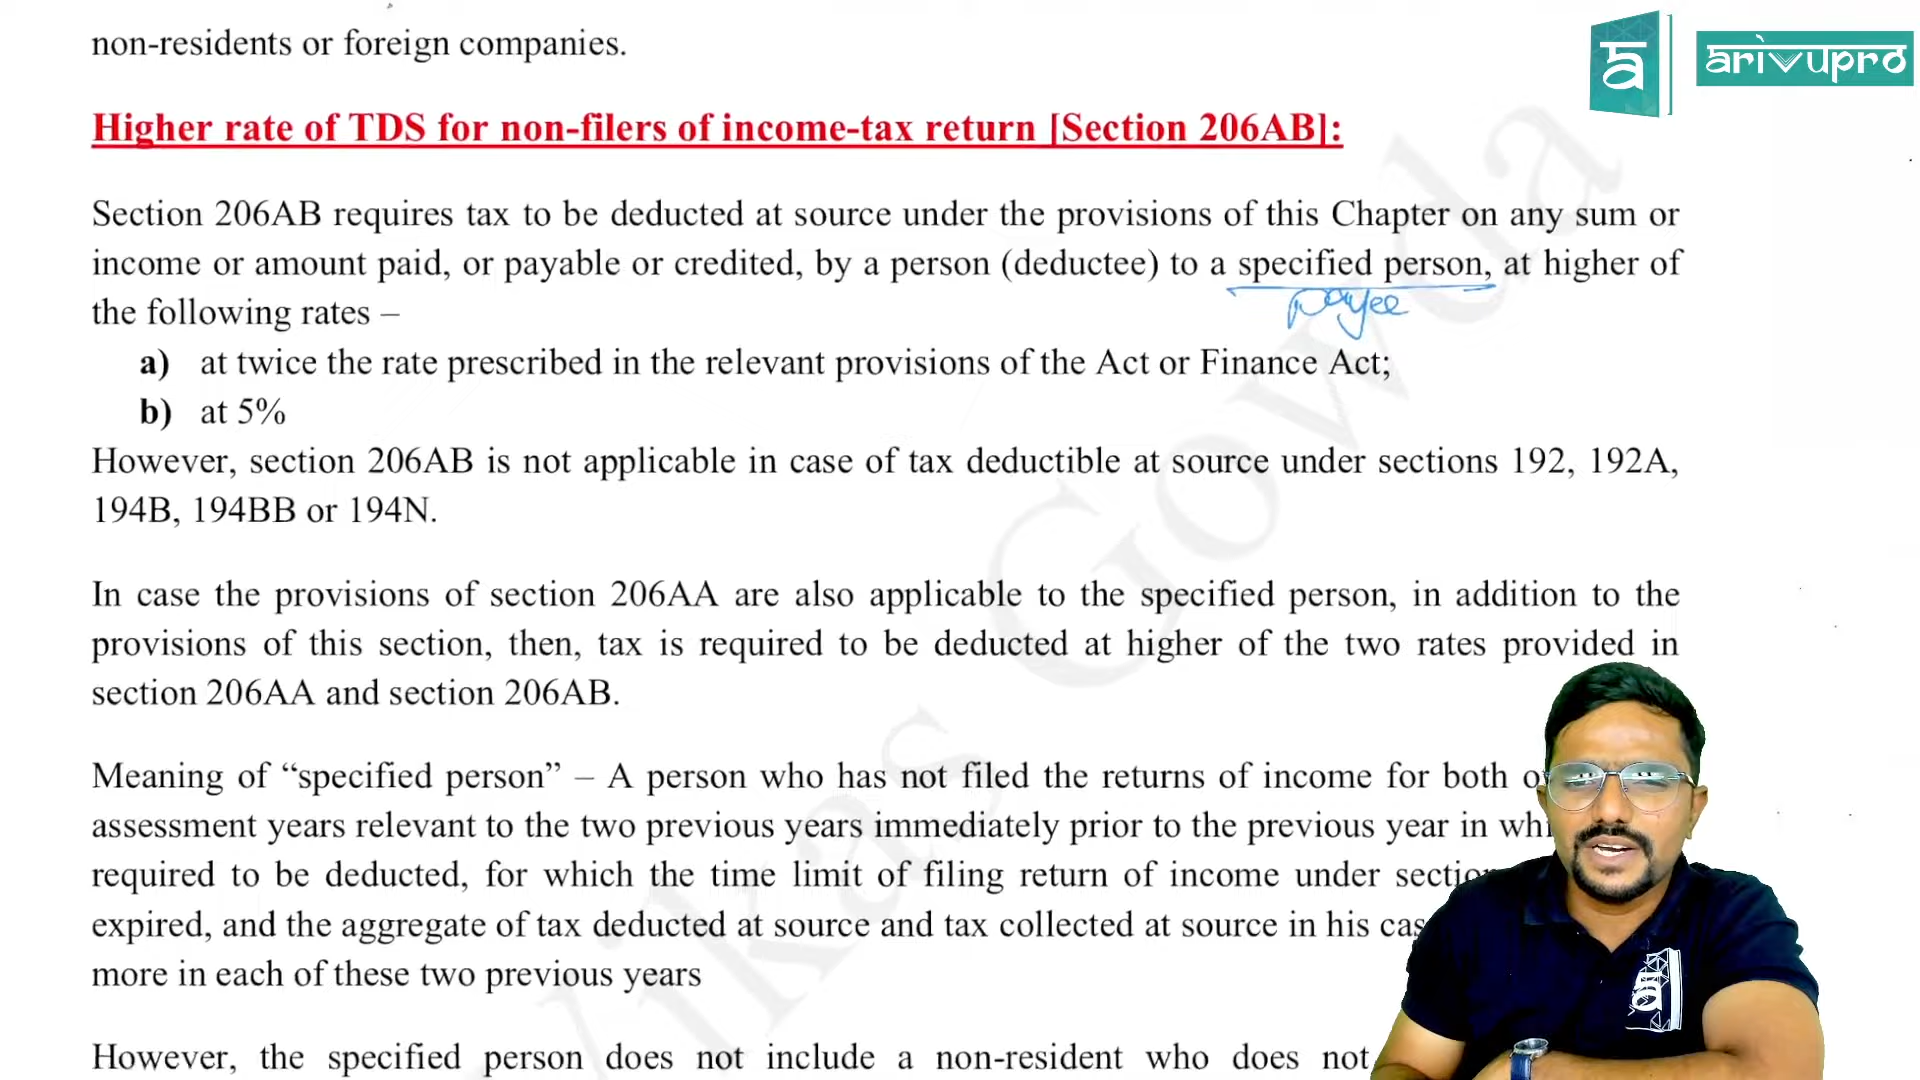 non-residents or foreign companies.
ā arivupro
Higher rate of TDS for non-filers of income-tax return [Section 206AB]:
Section 206AB requires tax to be deducted at source under the provisions of this Chapter on any sum or
income or amount paid, or payable or credited, by a person (deductee) to a specified person, at higher of
payee
the following rates –
a) at twice the rate prescribed in the relevant provisions of the Act or Finance Act;
b) at 5%
However, section 206AB is not applicable in case of tax deductible at source under sections 192, 192A,
194B, 194BB or 194N.
In case the provisions of section 206AA are also applicable to the specified person, in addition to the
provisions of this section, then, tax is required to be deducted at higher of the two rates provided in
section 206AA and section 206AB.
Meaning of “specified person” – A person who has not filed the returns of income for both
assessment years relevant to the two previous years immediately prior to the previous year in
required to be deducted, for which the time limit of filing return of income under
expired, and the aggregate of tax deducted at source and tax collected at source in his
more in each of these two previous years
However, the specified person does not include a non-resident who does not
Vikas Gowda
ā